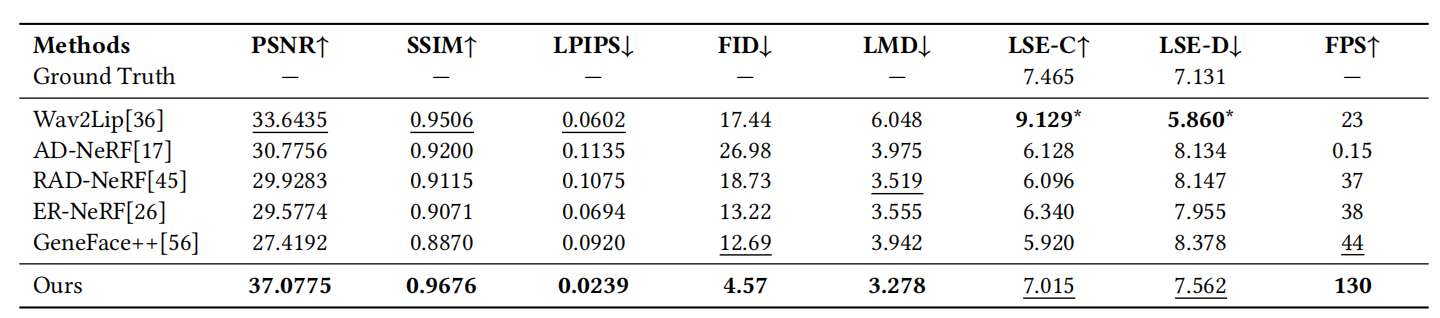 Methods PSNR↑ SSIM↑ LPIPS↓ FID↓ LMD↓ LSE-C↑ LSE-D↓ FPS↑
Ground Truth — — — — — 7.465 7.131 —
Wav2Lip[36] 33.6435 0.9506 0.0602 17.44 6.048 9.129* 5.860* 23
AD-NeRF[17] 30.7756 0.9200 0.1135 26.98 3.975 6.128 8.134 0.15
RAD-NeRF[45] 29.9283 0.9115 0.1075 18.73 3.519 6.096 8.147 37
ER-NeRF[26] 29.5774 0.9071 0.0694 13.22 3.555 6.340 7.955 38
GeneFace++[56] 27.4192 0.8870 0.0920 12.69 3.942 5.920 8.378 44
Ours 37.0775 0.9676 0.0239 4.57 3.278 7.015 7.562 130